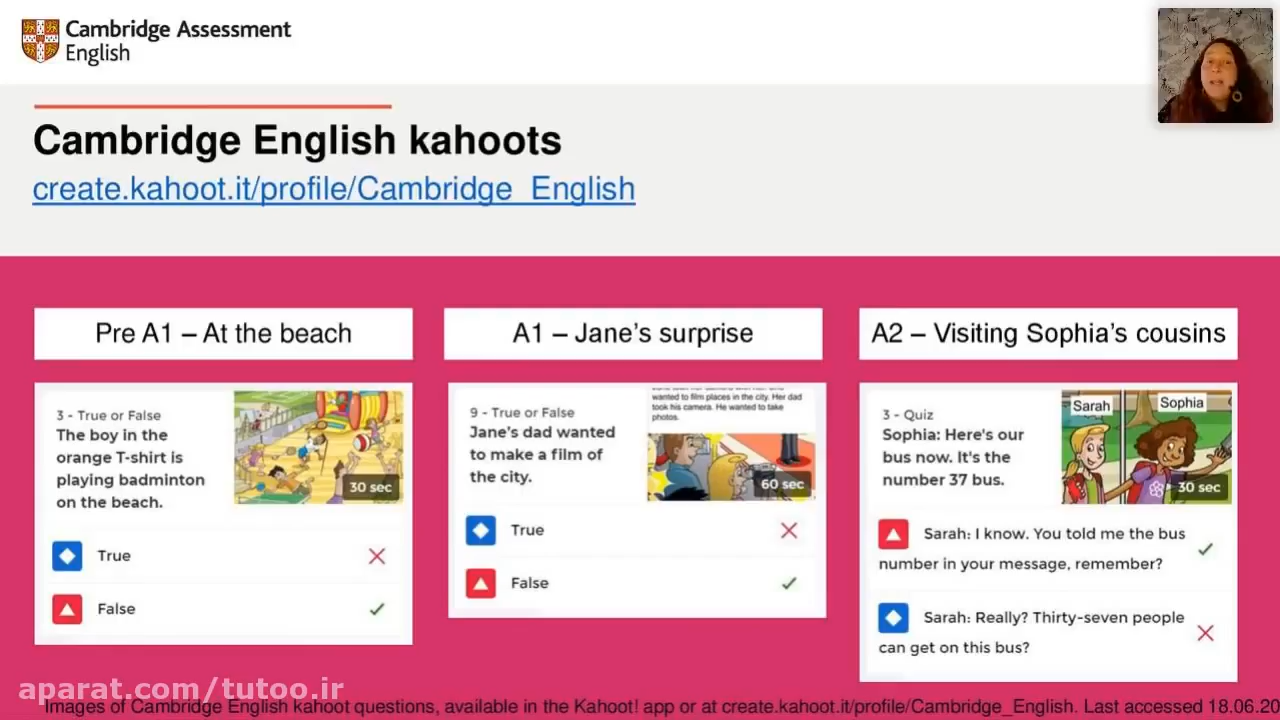 Cambridge Assessment
English
Cambridge English kahoots
create.kahoot.it/profile/Cambridge_English
Pre A1 – At the beach
3 - True or False
The boy in the
orange T-shirt is
playing badminton
on the beach.
30 sec
True
False
A1 – Jane's surprise
9 - True or False
Jane's dad wanted
to make a film of
the city.
wanted to film places in the city. Her dad
took his camera. He wanted to take
photos.
60 sec
True
False
A2 – Visiting Sophia's cousins
3 - Quiz
Sophia: Here's our
bus now. It's the
number 37 bus.
Sarah
Sophia
30 sec
Sarah: I know. You told me the bus
number in your message, remember?
Sarah: Really? Thirty-seven people
can get on this bus?
aparat.com/tutoo.ir
Images of Cambridge English kahoot questions, available in the Kahoot! app or at create.kahoot.it/profile/Cambridge_English. Last accessed 18.06.20